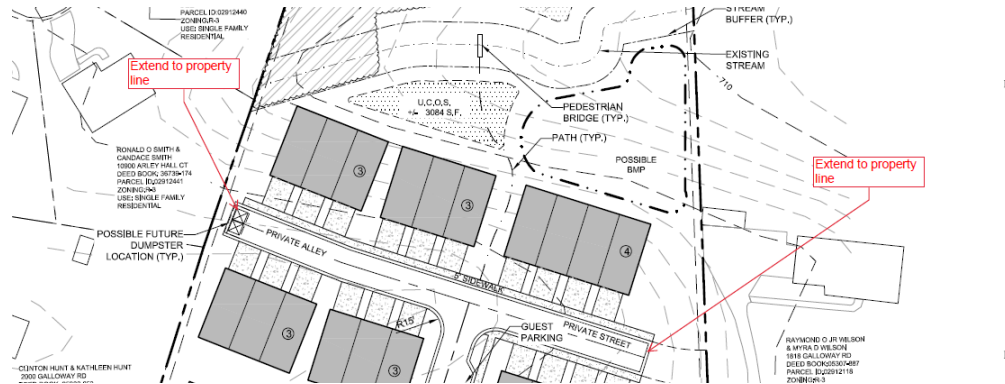 PARCEL ID:02912440
ZONING:R-3
USE: SINGLE FAMILY
RESIDENTIAL
STREAM
BUFFER (TYP.)
EXISTING
STREAM
710
Extend to property
line
U.C.O.S.
+/- 3084 S.F.
PEDESTRIAN
BRIDGE (TYP.)
PATH (TYP.)
POSSIBLE
BMP
RONALD O SMITH &
CANDACE SMITH
10900 ARLEY HALL CT
DEED BOOK: 36739-174
PARCEL ID:02912441
ZONING:R-3
USE: SINGLE FAMILY
RESIDENTIAL
Extend to property
line
3
3
4
POSSIBLE FUTURE
DUMPSTER
LOCATION (TYP.)
PRIVATE ALLEY
5' SIDEWALK
PRIVATE STREET
R15'
GUEST
PARKING
3
3
CLINTON HUNT & KATHLEEN HUNT
2000 GALLOWAY RD
RAYMOND O JR WILSON
& MYRA D WILSON
1818 GALLOWAY RD
DEED BOOK:05307-887
PARCEL ID:02912118
ZONING:R-3